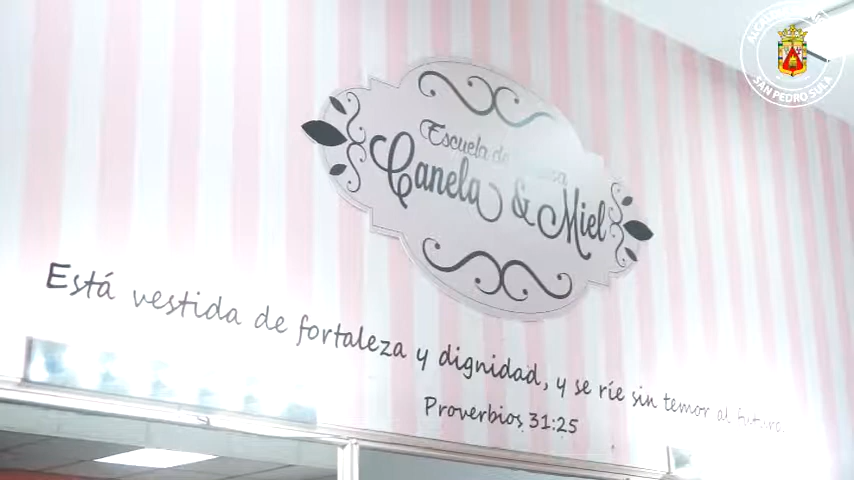 ALCALDÍA
SAN PEDRO SULA
Escuela de
Canela & Miel
Está vestida de fortaleza y dignidad, y se ríe sin temor al futuro.
Proverbios 31:25